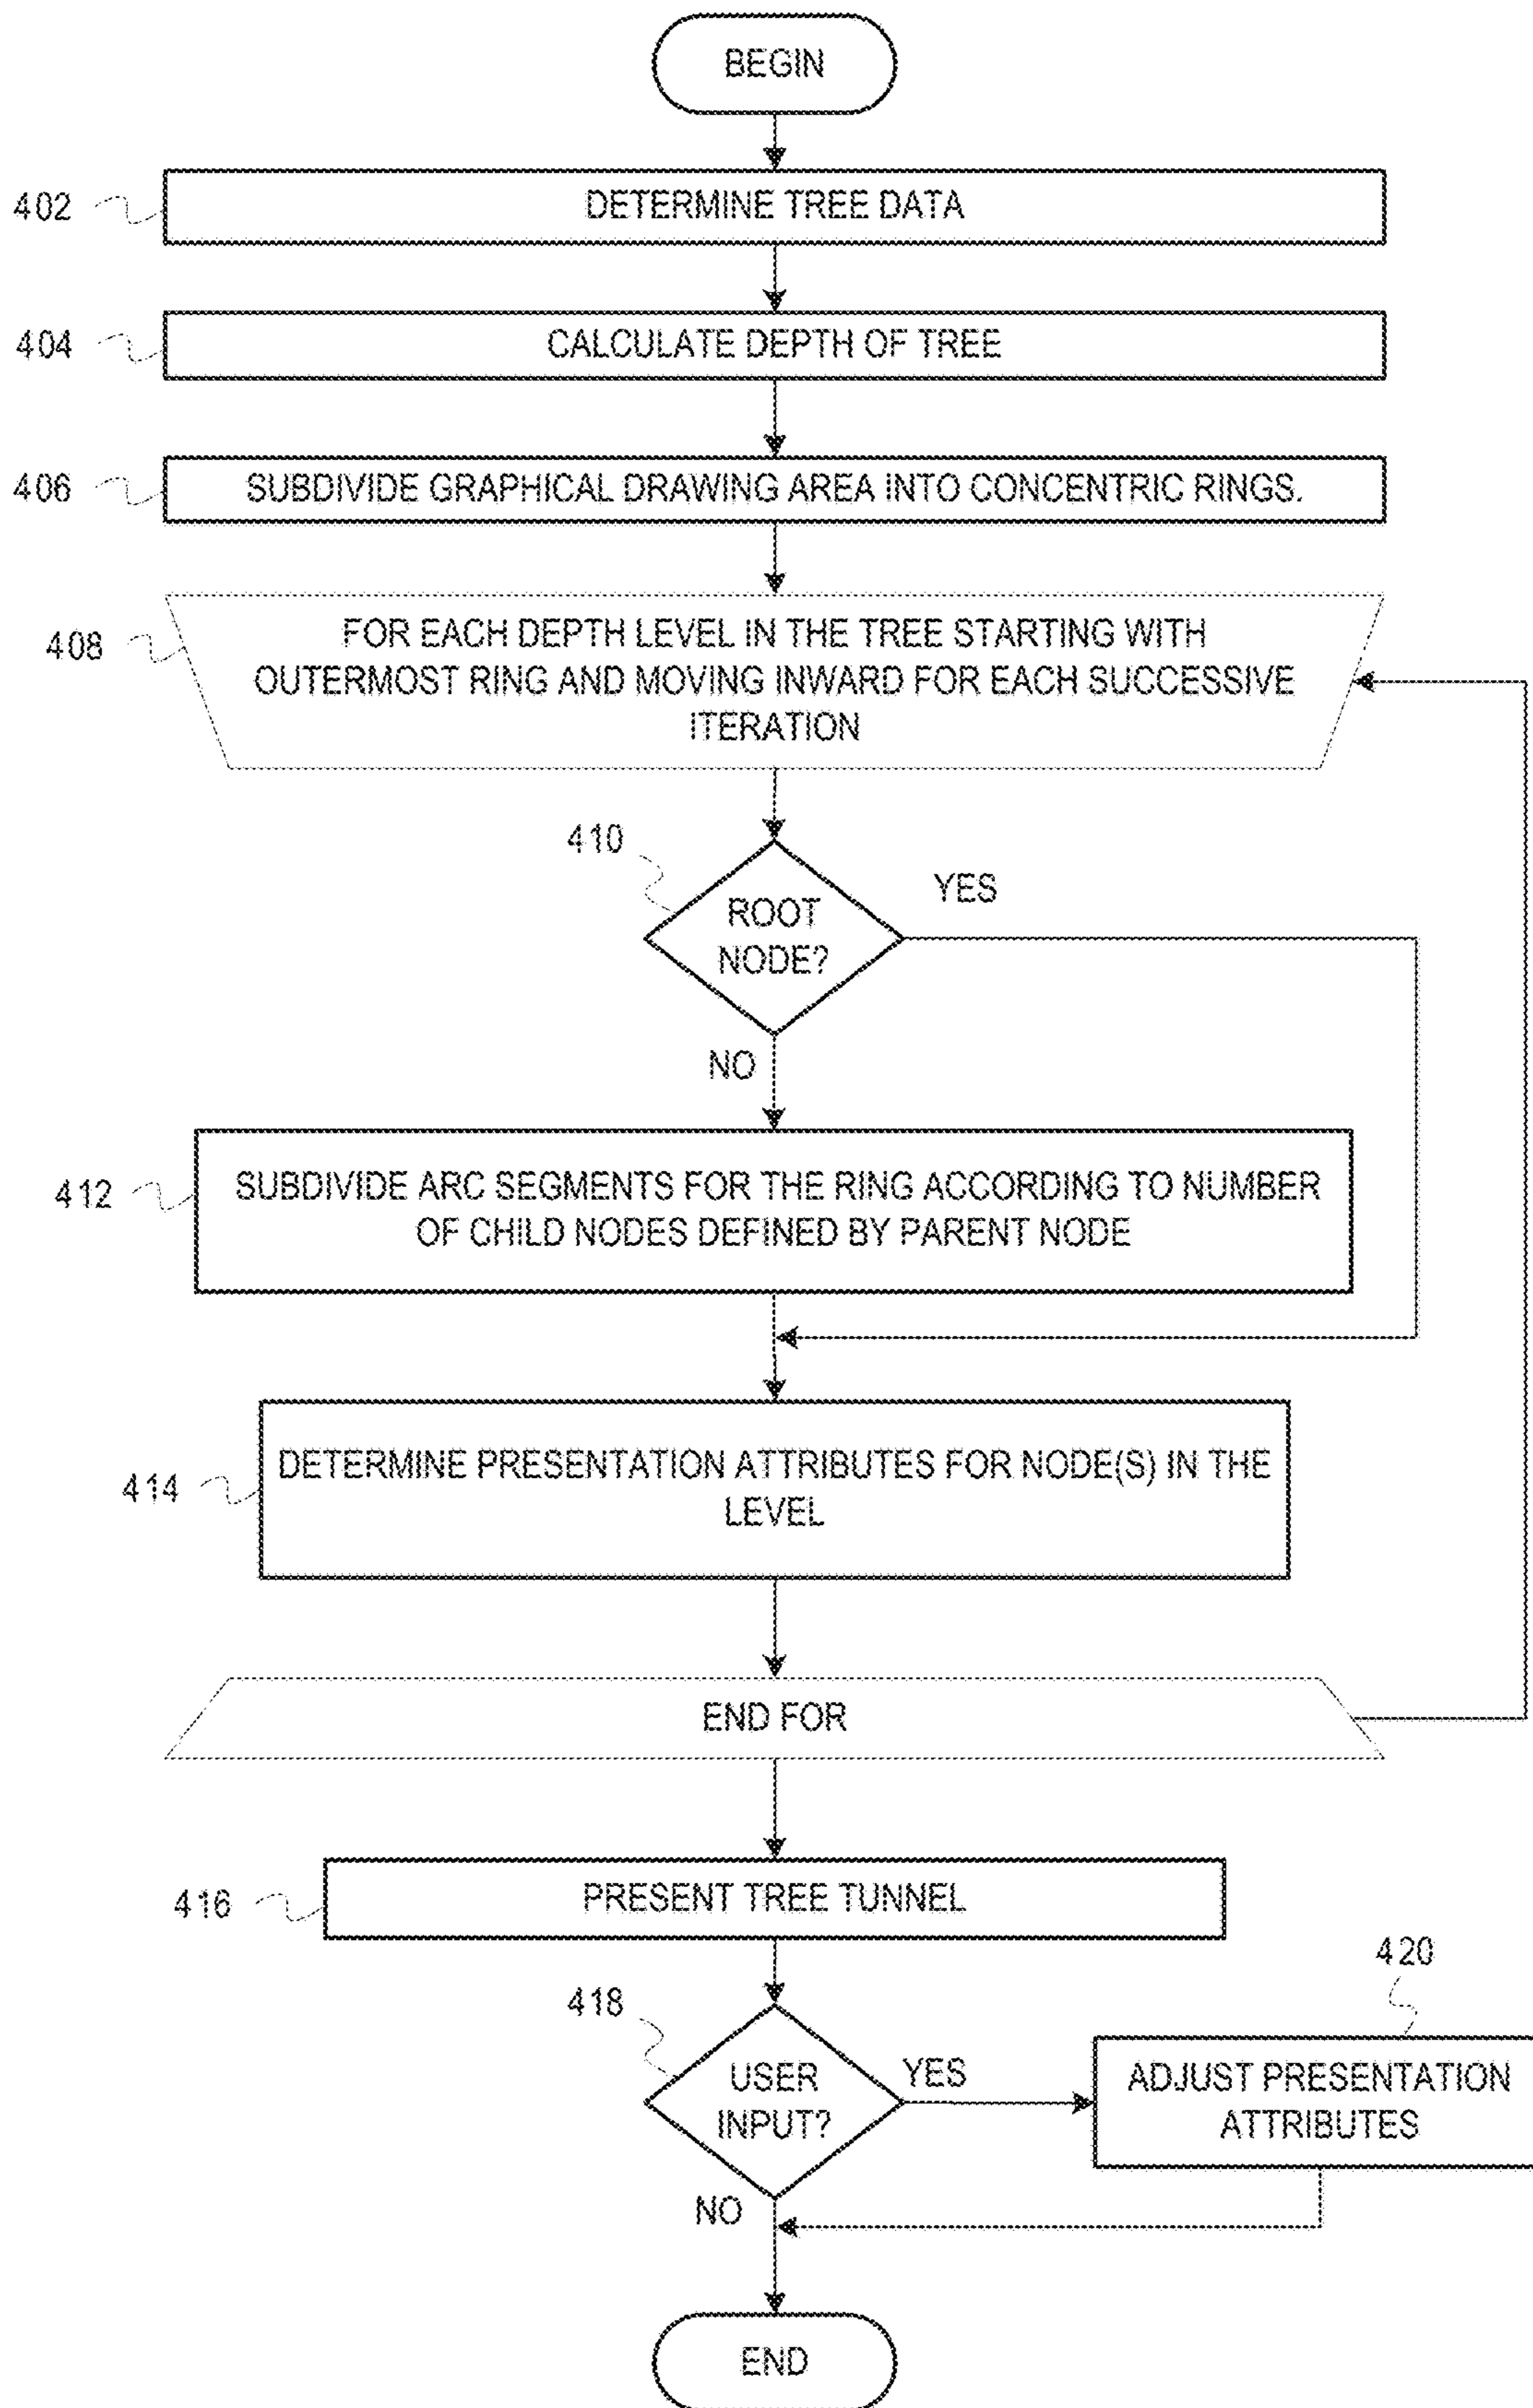 BEGIN
402
DETERMINE TREE DATA
404
CALCULATE DEPTH OF TREE
406
SUBDIVIDE GRAPHICAL DRAWING AREA INTO CONCENTRIC RINGS.
408
FOR EACH DEPTH LEVEL IN THE TREE STARTING WITH
OUTERMOST RING AND MOVING INWARD FOR EACH SUCCESSIVE
ITERATION
410
ROOT
NODE?
YES
NO
412
SUBDIVIDE ARC SEGMENTS FOR THE RING ACCORDING TO NUMBER
OF CHILD NODES DEFINED BY PARENT NODE
414
DETERMINE PRESENTATION ATTRIBUTES FOR NODE(S) IN THE
LEVEL
END FOR
416
PRESENT TREE TUNNEL
418
USER
INPUT?
YES
NO
420
ADJUST PRESENTATION
ATTRIBUTES
END